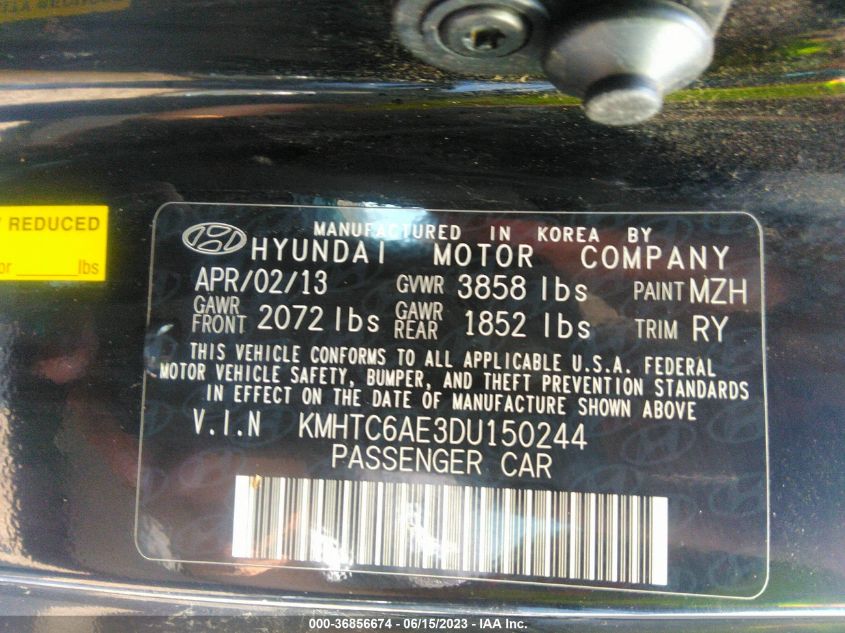 REDUCED
lbs
MANUFACTURED IN KOREA BY
HYUNDAI MOTOR COMPANY
APR/02/13 GVWR 3858 lbs PAINT MZH
GAWR FRONT 2072 lbs GAWR REAR 1852 lbs TRIM RY
THIS VEHICLE CONFORMS TO ALL APPLICABLE U.S.A. FEDERAL
MOTOR VEHICLE SAFETY, BUMPER, AND THEFT PREVENTION STANDARDS
IN EFFECT ON THE DATE OF MANUFACTURE SHOWN ABOVE
V.I.N KMHTC6AE3DU150244
PASSENGER CAR
000-36856674 - 06/15/2023 - IAA Inc.